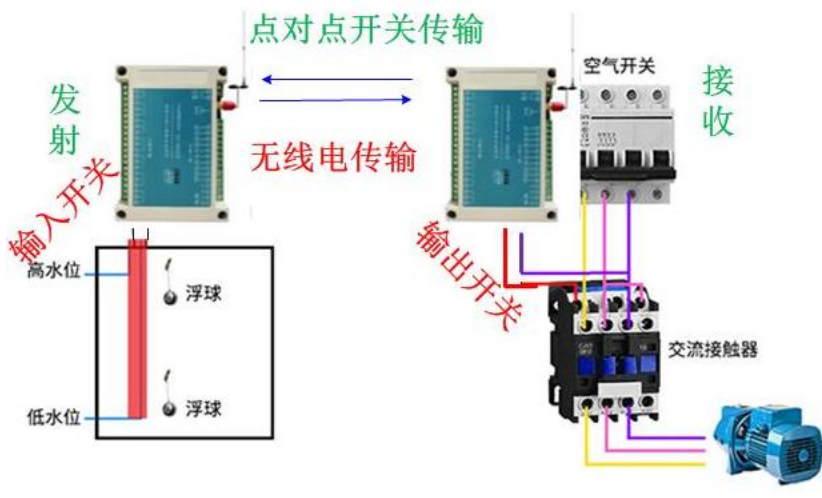 点对点开关传输
空气开关
发射
接收
无线电传输
输入开关
输出开关
高水位
浮球
交流接触器
低水位
浮球